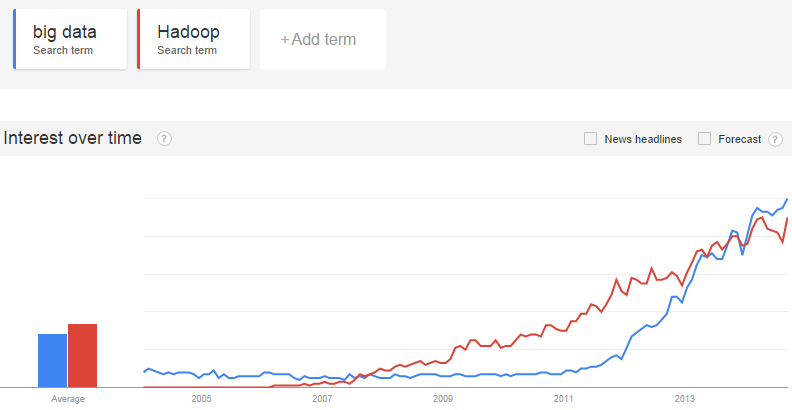 big data
Search term
Hadoop
Search term
+Add term
Interest over time ?
News headlines
Forecast ?
Average
2005
2007
2009
2011
2013